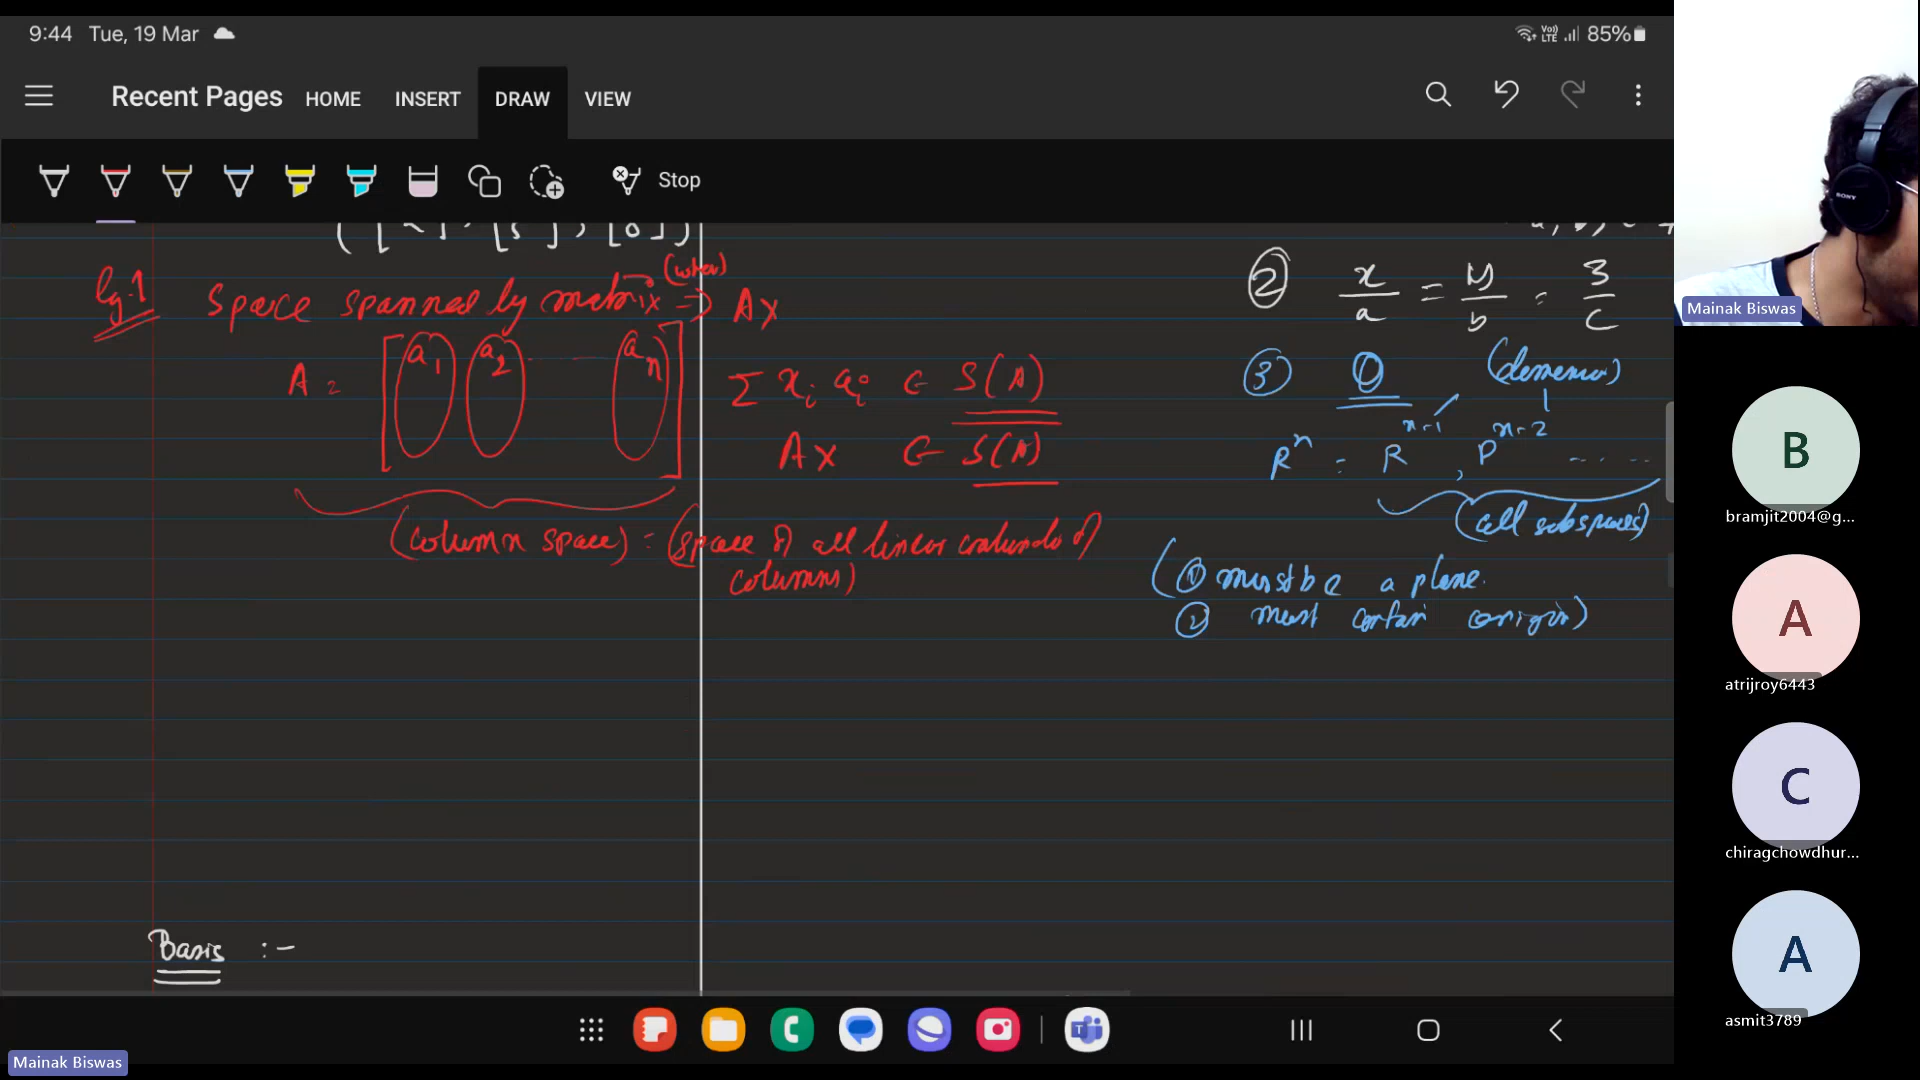 9:44 Tue, 19 Mar
85%
Recent Pages HOME INSERT DRAW VIEW
Stop
Eg. 1 Space spanned by matrix ⇒ Ax
A = [a1 a2 ... an] Σ xi ai ∈ S(A)
Ax ∈ S(A)
(column space) = (space of all linear of
columns)
② x/a = y/b = 3/c
③ 0
R^n = R^n-1, P^n-2 ......
(all subspaces)
(① must be a plane.
② must contain origin)
Basis :-
Mainak Biswas
B
bramjit2004@g...
A
atrijroy6443
C
chiragchowdhur...
A
asmit3789
Mainak Biswas
SONY